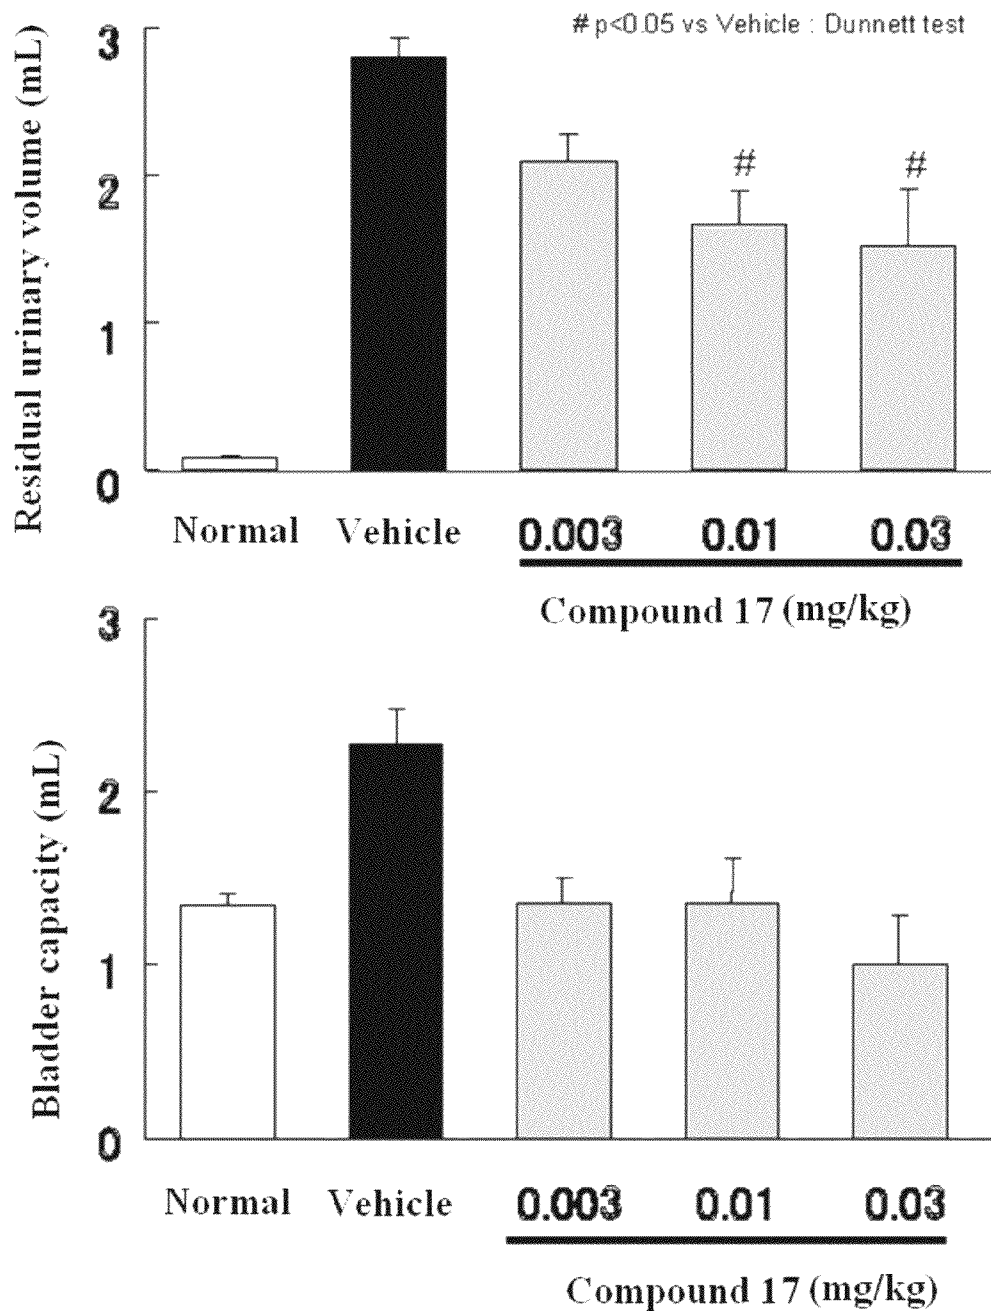 # p<0.05 vs Vehicle : Dunnett test
Residual urinary volume (mL)
3
2
1
0
# #
Normal Vehicle 0.003 0.01 0.03
Compound 17 (mg/kg)
Bladder capacity (mL)
3
2
1
0
Normal Vehicle 0.003 0.01 0.03
Compound 17 (mg/kg)